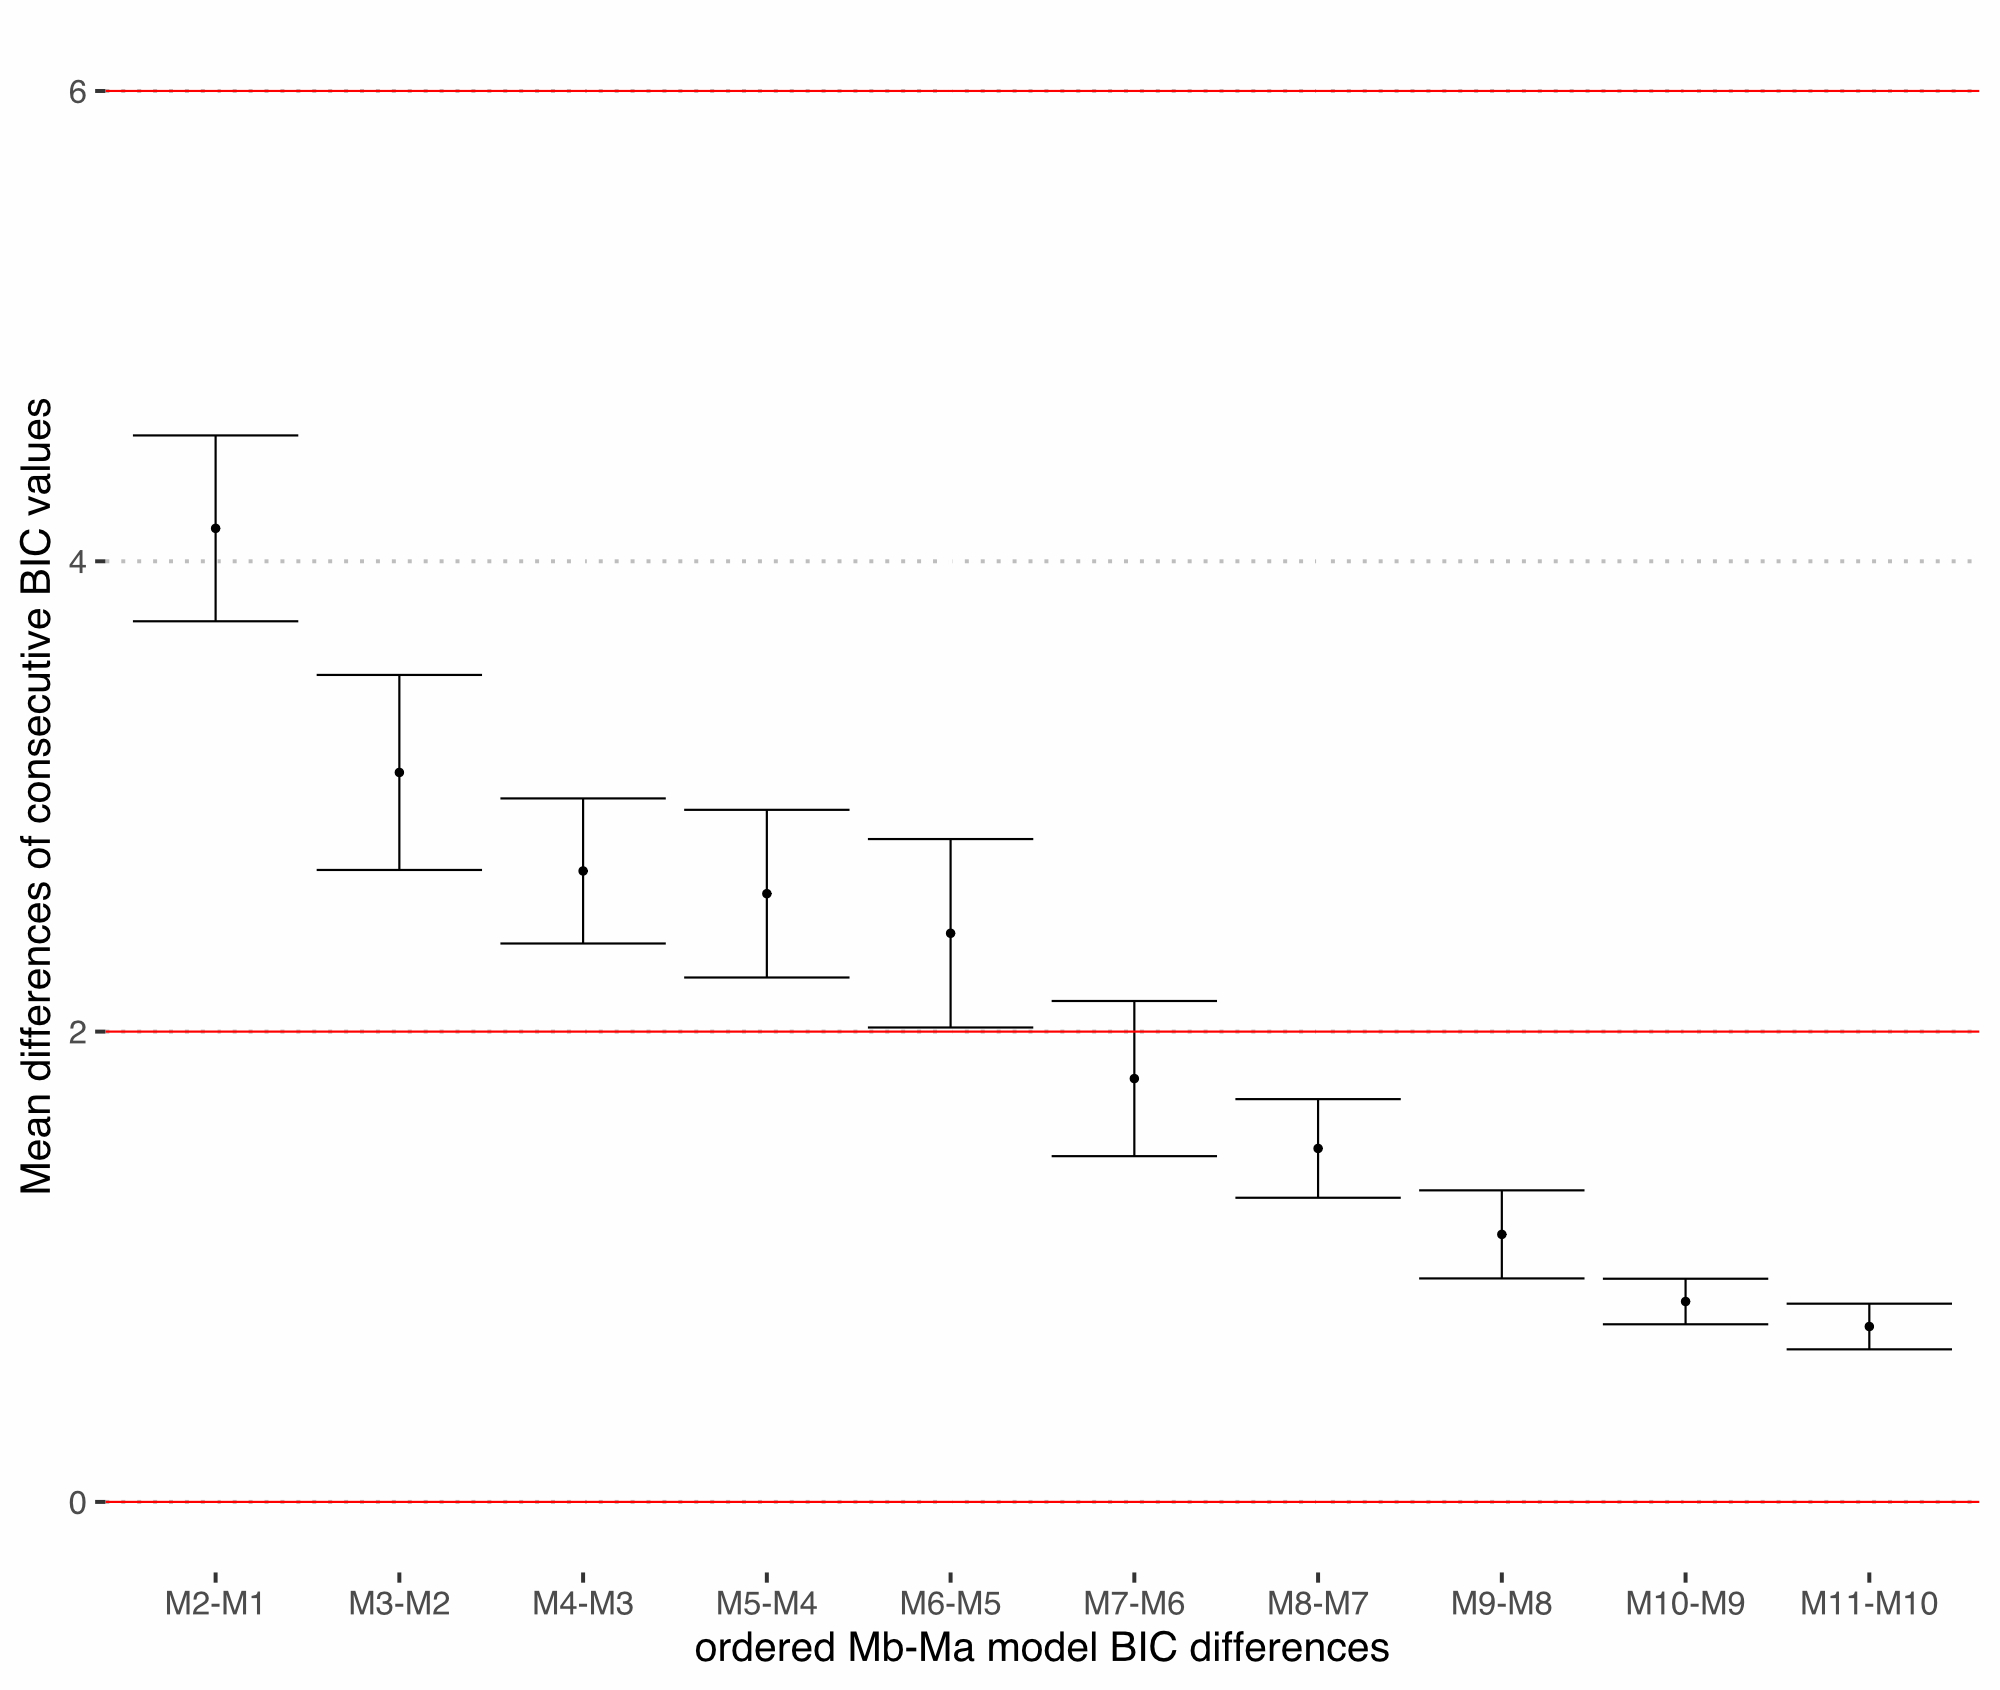 Mean differences of consecutive BIC values
6
4
2
0
M2-M1 M3-M2 M4-M3 M5-M4 M6-M5 M7-M6 M8-M7 M9-M8 M10-M9 M11-M10
ordered Mb-Ma model BIC differences